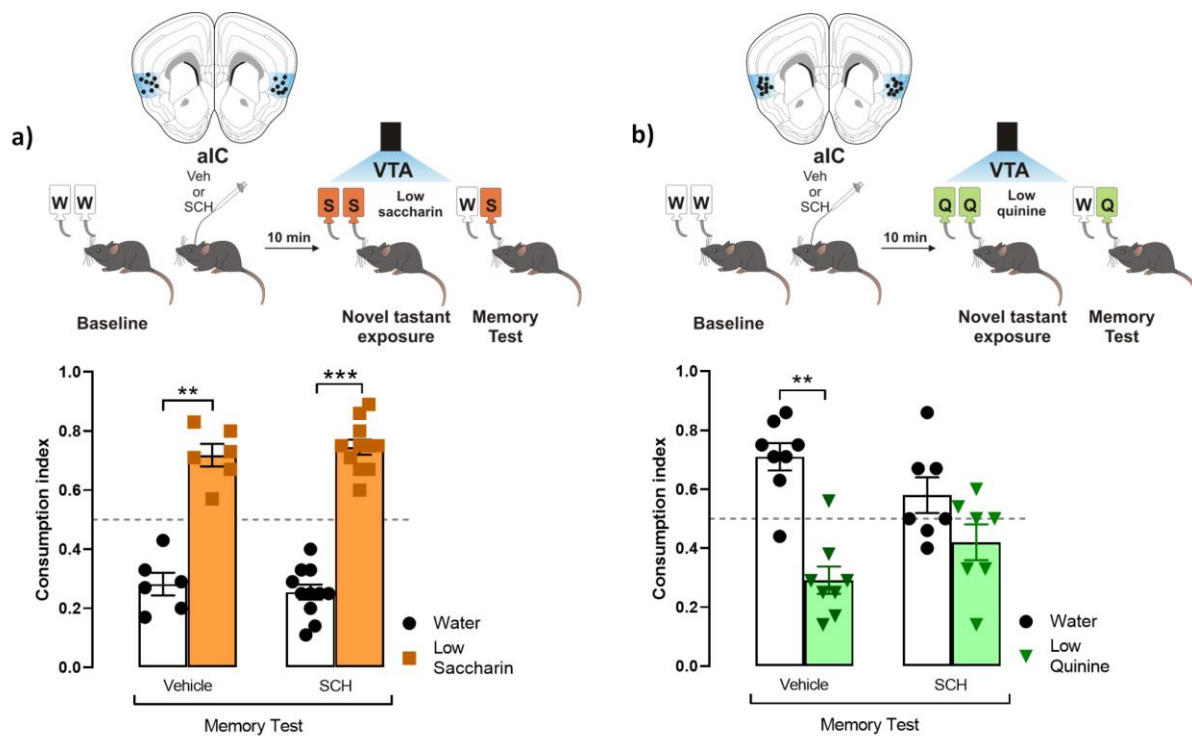 a)
aIC
Veh
or
SCH
VTA
Low
saccharin
W W
S S
W S
10 min
Baseline
Novel tastant
exposure
Memory
Test
Consumption index
1.0
0.8
0.6
0.4
0.2
0.0
**
***
Water
Low
Saccharin
Vehicle
SCH
Memory Test
b)
aIC
Veh
or
SCH
VTA
Low
quinine
W W
Q Q
W Q
10 min
Baseline
Novel tastant
exposure
Memory
Test
Consumption index
1.0
0.8
0.6
0.4
0.2
0.0
**
Water
Low
Quinine
Vehicle
SCH
Memory Test